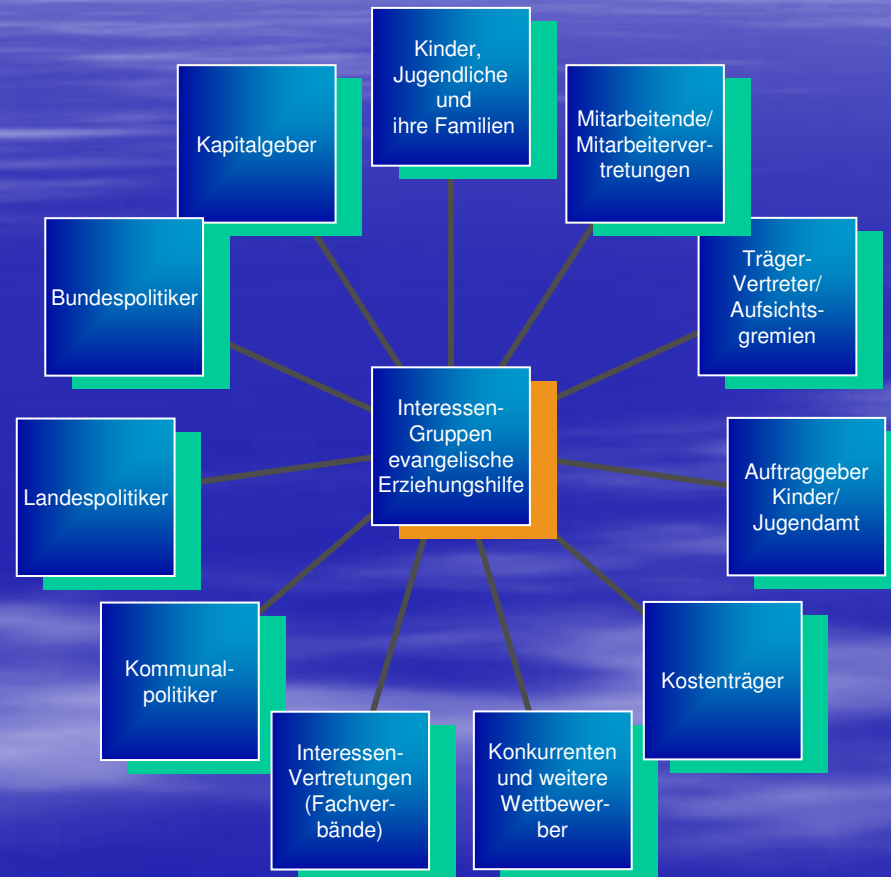 Kinder,
Jugendliche
und
ihre Familien
Mitarbeitende/
Mitarbeiterver-
tretungen
Träger-
Vertreter/
Aufsichts-
gremien
Auftraggeber
Kinder/
Jugendamt
Kostenträger
Konkurrenten
und weitere
Wettbewer-
ber
Interessen-
Vertretungen
(Fachver-
bände)
Kommunal-
politiker
Landespolitiker
Bundespolitiker
Kapitalgeber
Interessen-
Gruppen
evangelische
Erziehungshilfe